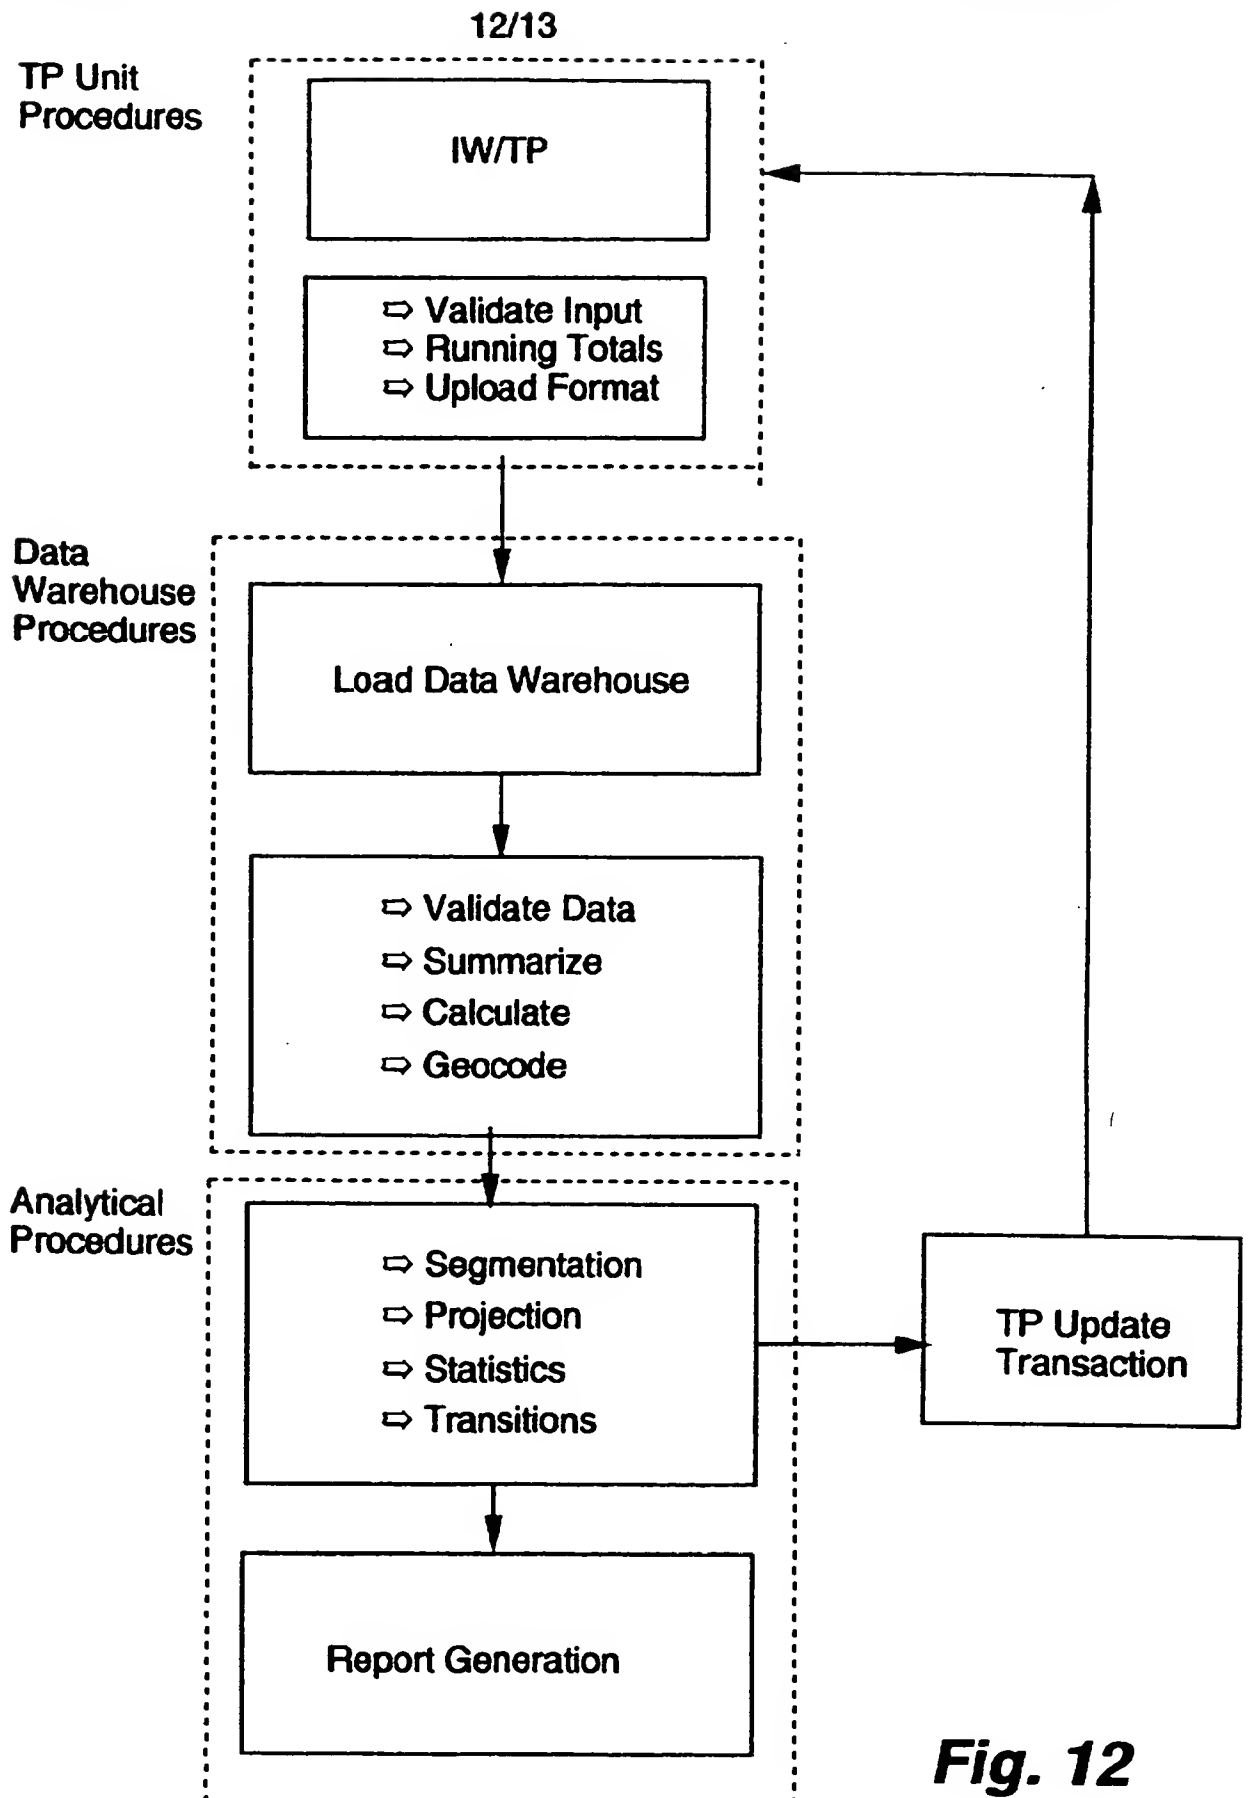 12/13
TP Unit
Procedures
IW/TP
⇨ Validate Input
⇨ Running Totals
⇨ Upload Format
Data
Warehouse
Procedures
Load Data Warehouse
⇨ Validate Data
⇨ Summarize
⇨ Calculate
⇨ Geocode
Analytical
Procedures
⇨ Segmentation
⇨ Projection
⇨ Statistics
⇨ Transitions
TP Update
Transaction
Report Generation
Fig. 12